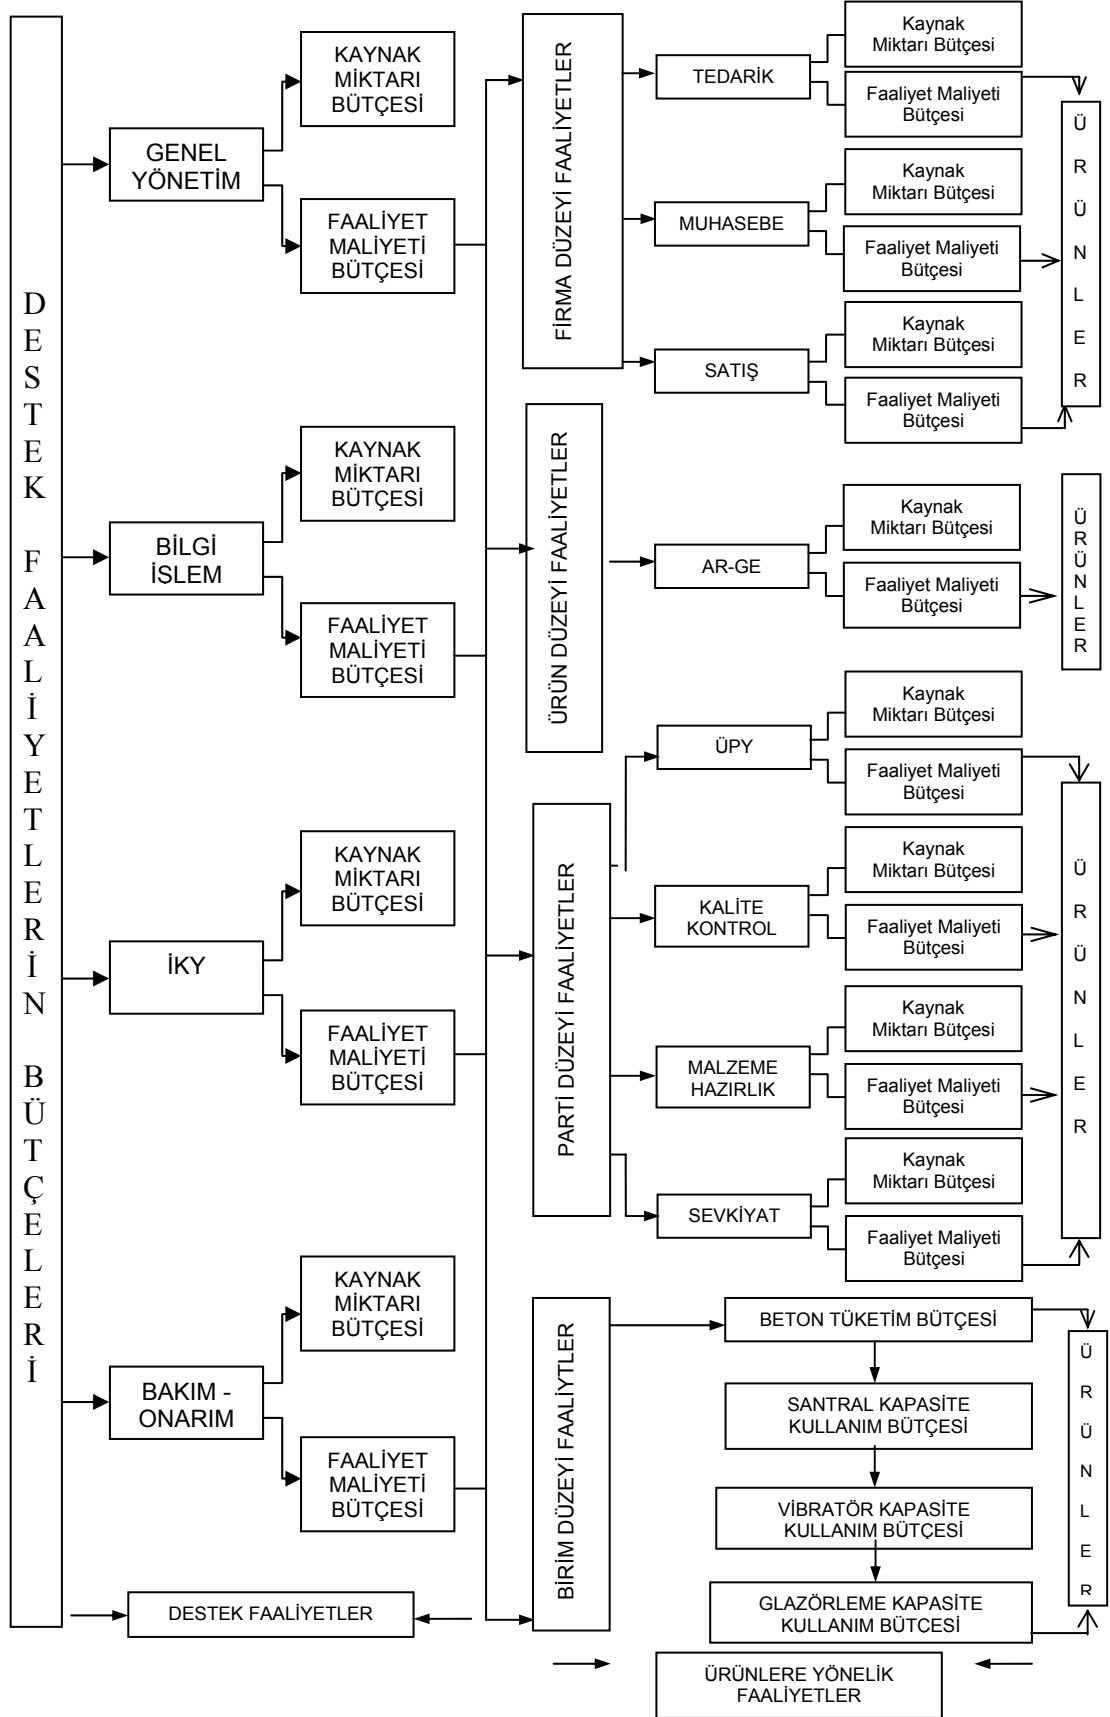 DESTEK FAALİYETLERİN BÜTÇELERİ
GENEL
YÖNETİM
KAYNAK
MİKTARI
BÜTÇESİ
FAALİYET
MALİYETİ
BÜTÇESİ
BİLGİ
İSLEM
KAYNAK
MİKTARI
BÜTÇESİ
FAALİYET
MALİYETİ
BÜTÇESİ
İKY
KAYNAK
MİKTARI
BÜTÇESİ
FAALİYET
MALİYETİ
BÜTÇESİ
BAKIM -
ONARIM
KAYNAK
MİKTARI
BÜTÇESİ
FAALİYET
MALİYETİ
BÜTÇESİ
DESTEK FAALİYETLER
FİRMA DÜZEYİ FAALİYETLER
TEDARİK
Kaynak
Miktarı Bütçesi
Faaliyet Maliyeti
Bütçesi
MUHASEBE
Kaynak
Miktarı Bütçesi
Faaliyet Maliyeti
Bütçesi
SATIŞ
Kaynak
Miktarı Bütçesi
Faaliyet Maliyeti
Bütçesi
ÜRÜNLER
ÜRÜN DÜZEYİ FAALİYETLER
AR-GE
Kaynak
Miktarı Bütçesi
Faaliyet Maliyeti
Bütçesi
ÜRÜNLER
PARTİ DÜZEYİ FAALİYETLER
ÜPY
Kaynak
Miktarı Bütçesi
Faaliyet Maliyeti
Bütçesi
KALİTE
KONTROL
Kaynak
Miktarı Bütçesi
Faaliyet Maliyeti
Bütçesi
MALZEME
HAZIRLIK
Kaynak
Miktarı Bütçesi
Faaliyet Maliyeti
Bütçesi
SEVKİYAT
Kaynak
Miktarı Bütçesi
Faaliyet Maliyeti
Bütçesi
ÜRÜNLER
BİRİM DÜZEYİ FAALİYTLER
BETON TÜKETİM BÜTÇESİ
SANTRAL KAPASİTE
KULLANIM BÜTÇESİ
VİBRATÖR KAPASİTE
KULLANIM BÜTÇESİ
GLAZÖRLEME KAPASİTE
KULLANIM BÜTÇESİ
ÜRÜNLER
ÜRÜNLERE YÖNELİK
FAALİYETLER